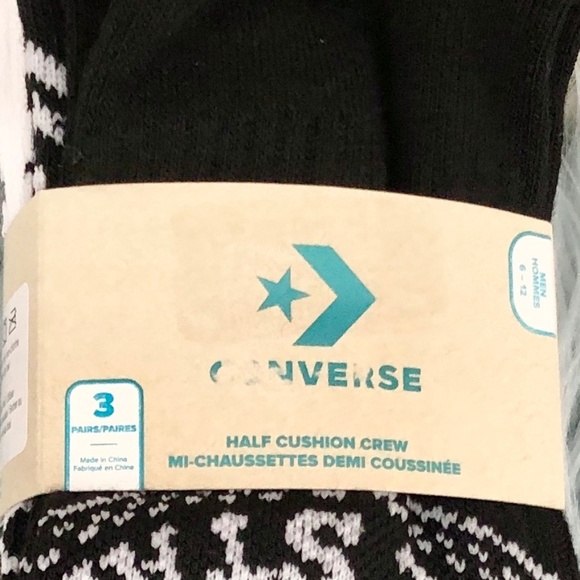 MEN
HOMMES
6 – 12
CONVERSE
3
PAIRS/PAIRES
Made in China
Fabriqué en China
HALF CUSHION CREW
MI-CHAUSSETTES DEMI COUSSINÉE